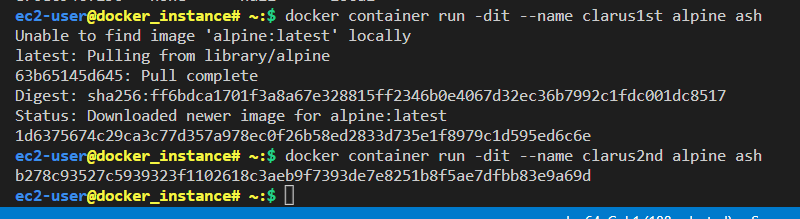 ec2-user@docker_instance# ~:$ docker container run -dit --name clarus1st alpine ash
Unable to find image 'alpine:latest' locally
latest: Pulling from library/alpine
63b65145d645: Pull complete
Digest: sha256:ff6bdca1701f3a8a67e328815ff2346b0e4067d32ec36b7992c1fdc001dc8517
Status: Downloaded newer image for alpine:latest
1d6375674c29ca3c77d357a978ec0f26b58ed2833d735e1f8979c1d595ed6c6e
ec2-user@docker_instance# ~:$ docker container run -dit --name clarus2nd alpine ash
b278c93527c5939323f1102618c3aeb9f7393de7e8251b8f5ae7dfbb83e9a69d
ec2-user@docker_instance# ~:$